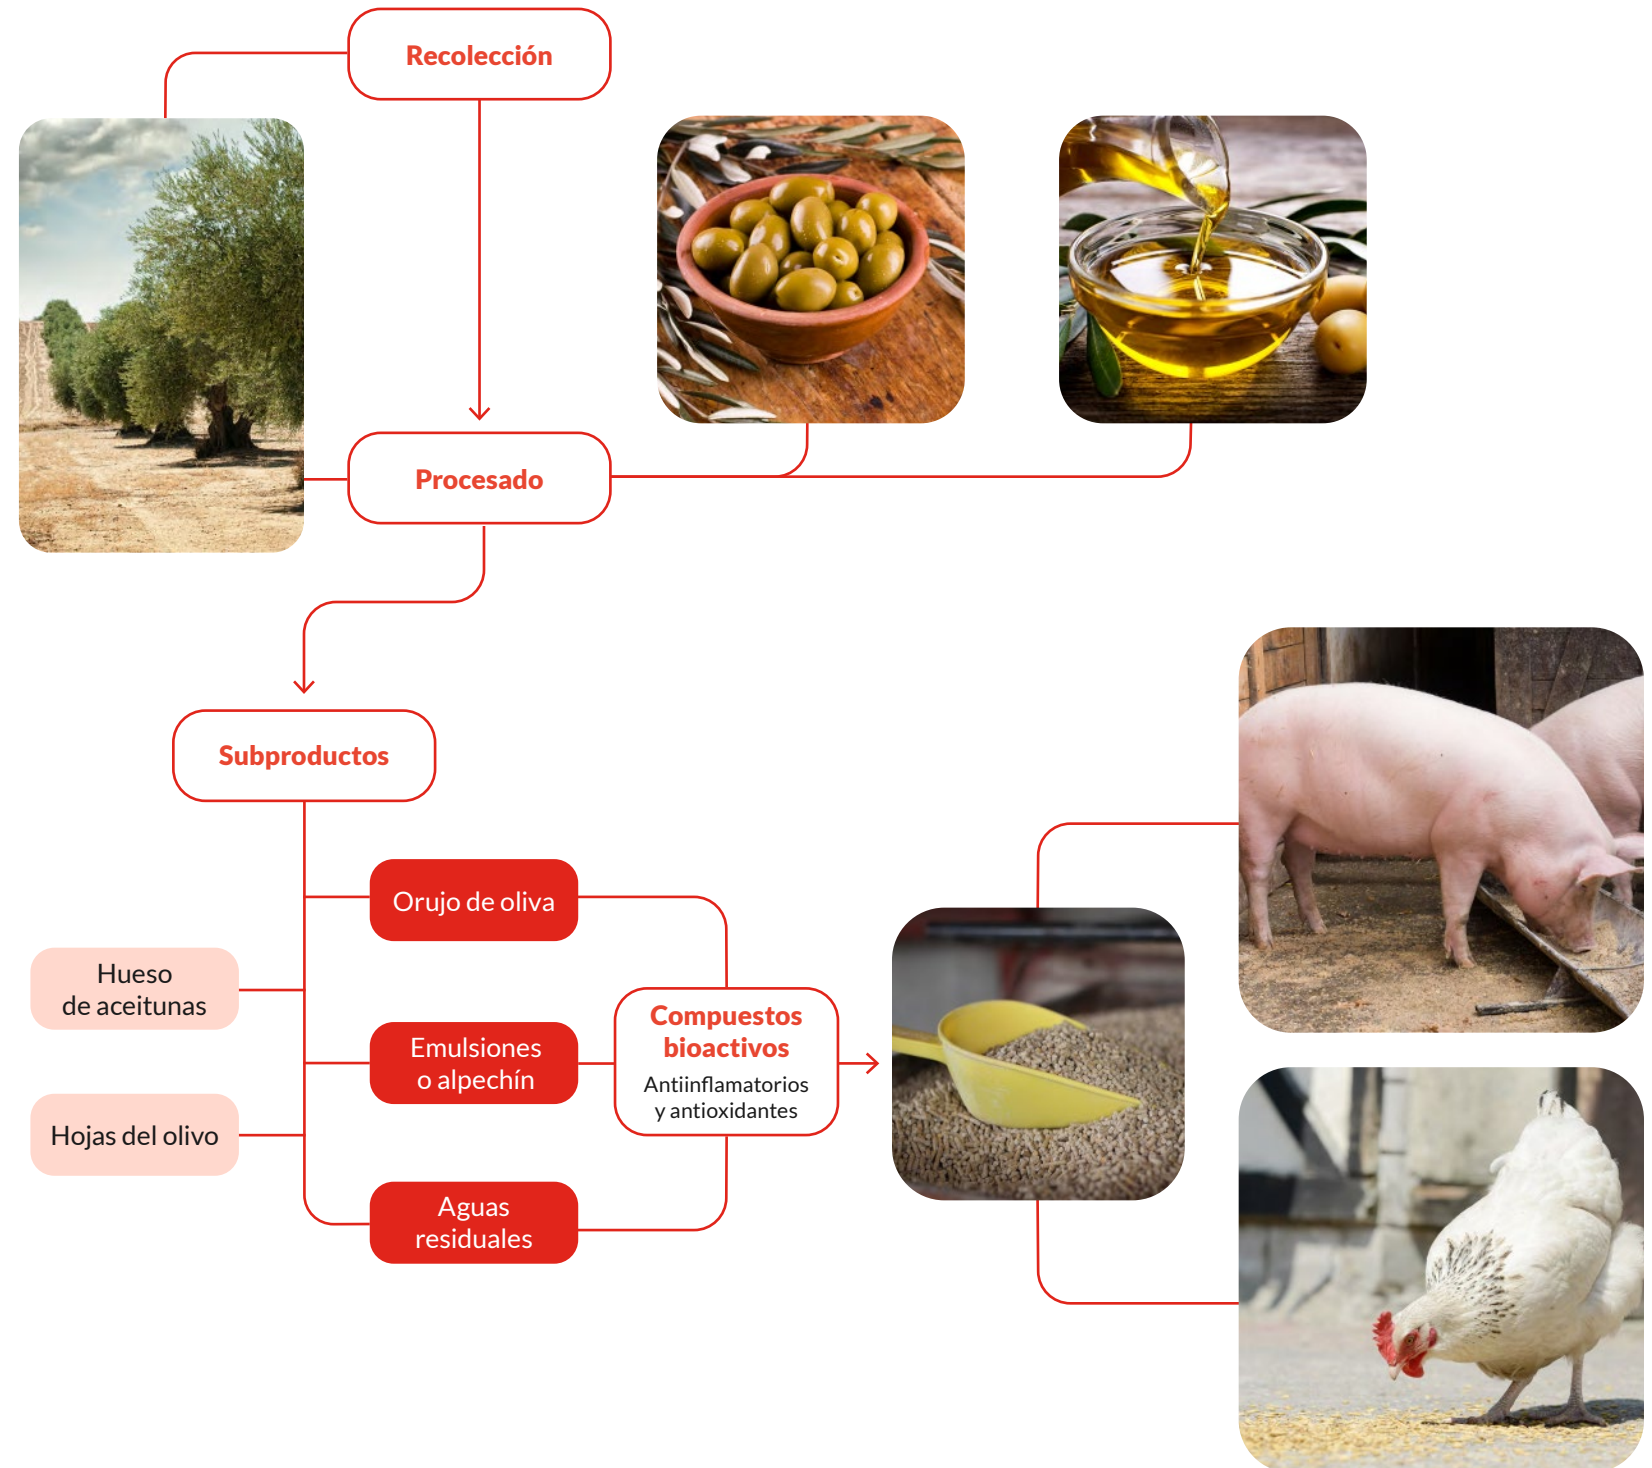 Recolección
Procesado
Subproductos
Orujo de oliva
Hueso
de aceitunas
Emulsiones
o alpechín
Compuestos
bioactivos
Antiinflamatorios
y antioxidantes
Hojas del olivo
Aguas
residuales